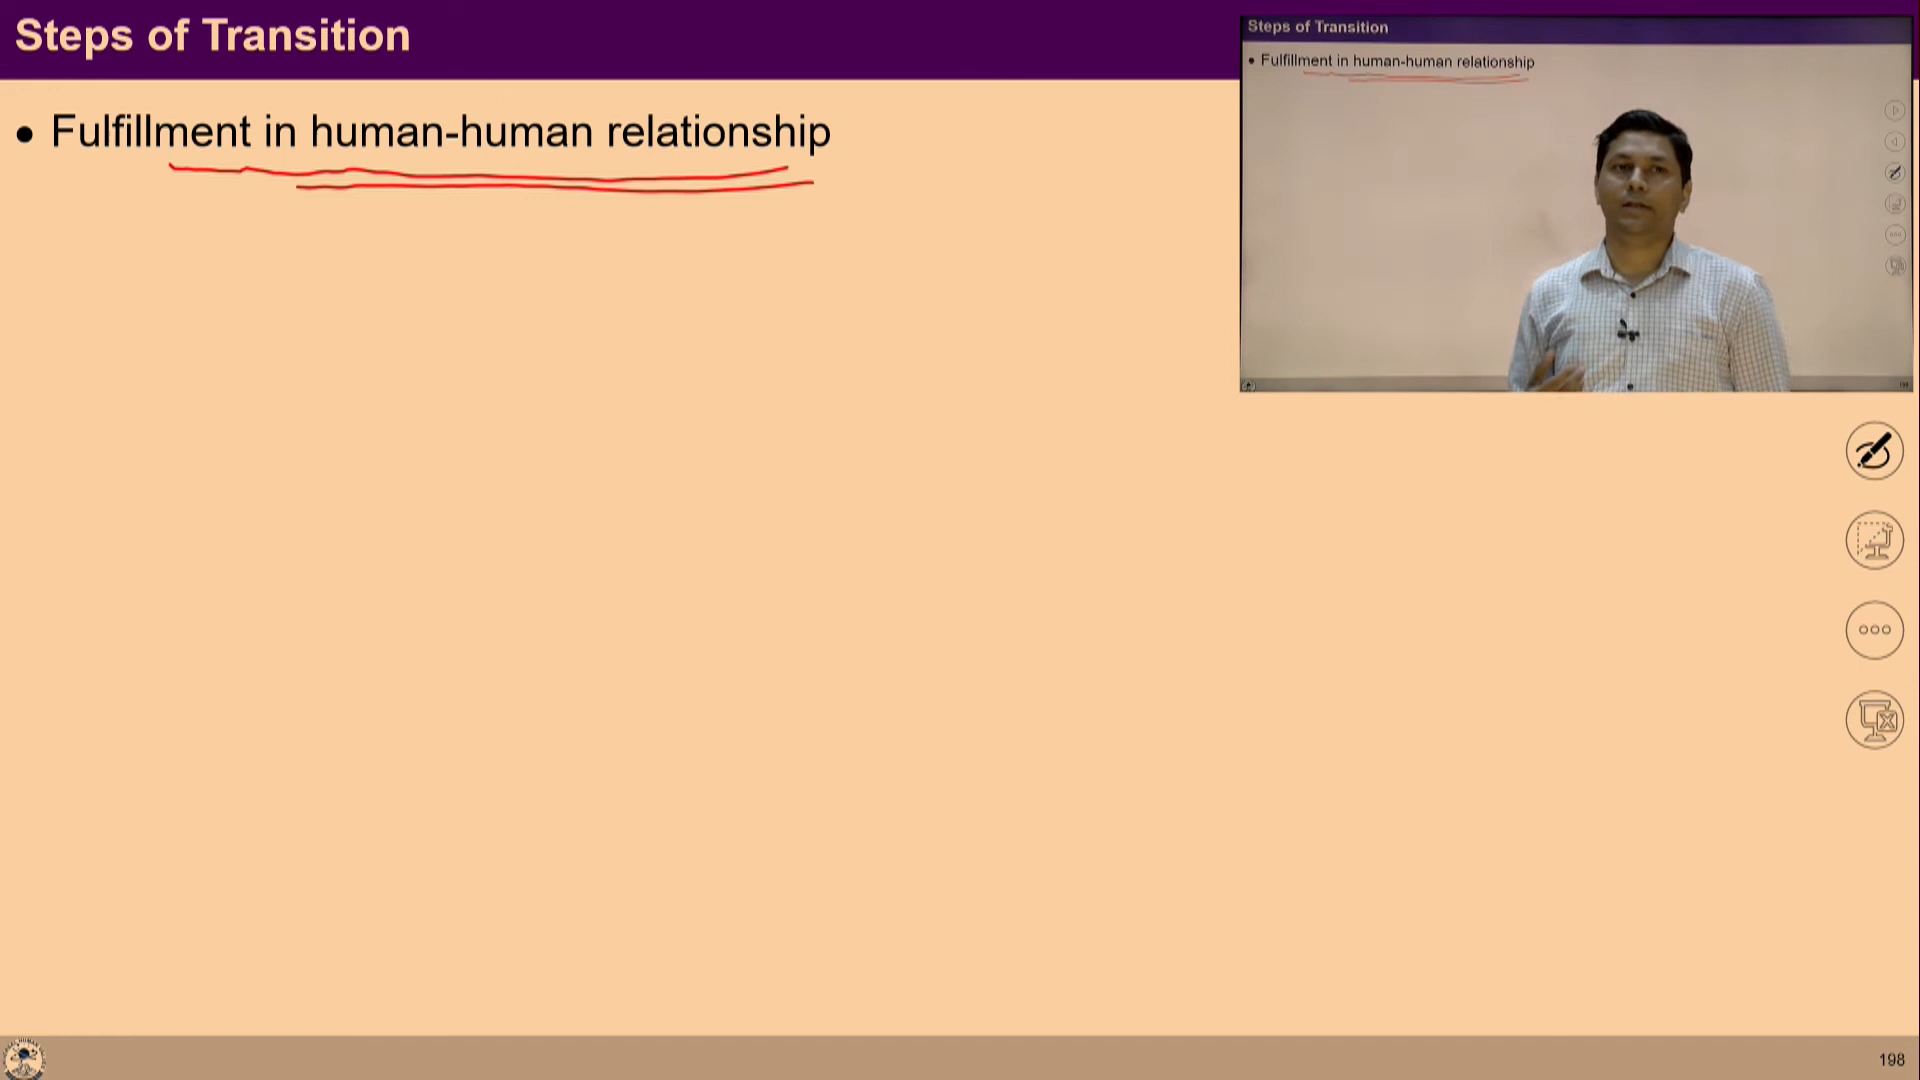 Steps of Transition
• Fulfillment in human-human relationship
Steps of Transition
• Fulfillment in human-human relationship
198